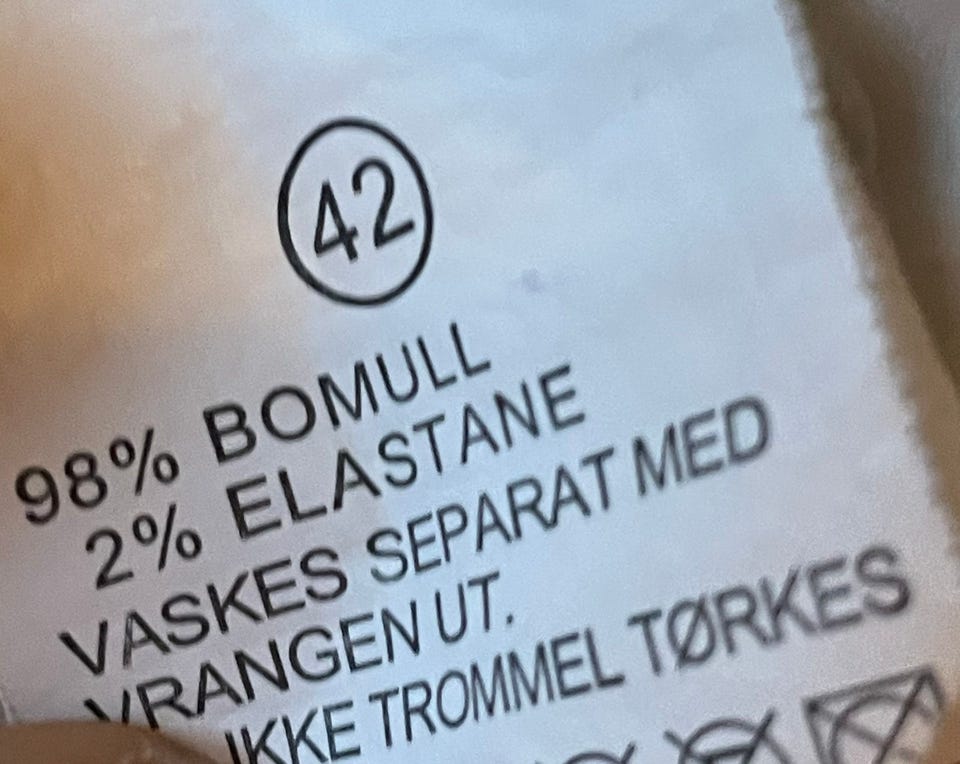 42
98% BOMULL
2% ELASTANE
VASKES SEPARAT MED
VRANGEN UT.
IKKE TROMMEL TØRKES